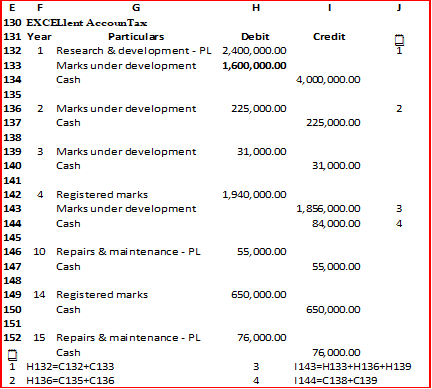 E F G H I J
130 EXCELlent AccounTax
131 Year Particulars Debit Credit
132 1 Research & development - PL 2,400,000.00 1
133 Marks under development 1,600,000.00
134 Cash 4,000,000.00
135
136 2 Marks under development 225,000.00 2
137 Cash 225,000.00
138
139 3 Marks under development 31,000.00
140 Cash 31,000.00
141
142 4 Registered marks 1,940,000.00
143 Marks under development 1,856,000.00 3
144 Cash 84,000.00 4
145
146 10 Repairs & maintenance - PL 55,000.00
147 Cash 55,000.00
148
149 14 Registered marks 650,000.00
150 Cash 650,000.00
151
152 15 Repairs & maintenance - PL 76,000.00
Cash 76,000.00
1 H132=C132+C133 3 I143=H133+H136+H139
2 H136=C135+C136 4 I144=C138+C139